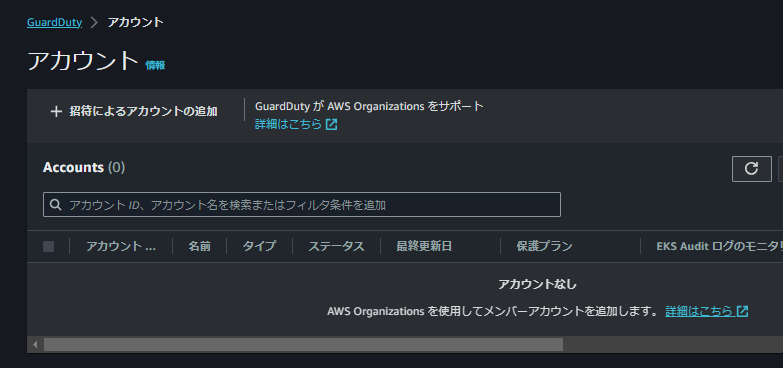 GuardDuty > アカウント
アカウント 情報
+ 招待によるアカウントの追加
GuardDuty が AWS Organizations をサポート
詳細はこちら
Accounts (0)
アカウント ID、アカウント名を検索またはフィルタ条件を追加
アカウント ... 名前 タイプ ステータス 最終更新日 保護プラン EKS Audit ログのモニタリ
アカウントなし
AWS Organizations を使用してメンバーアカウントを追加します。 詳細はこちら